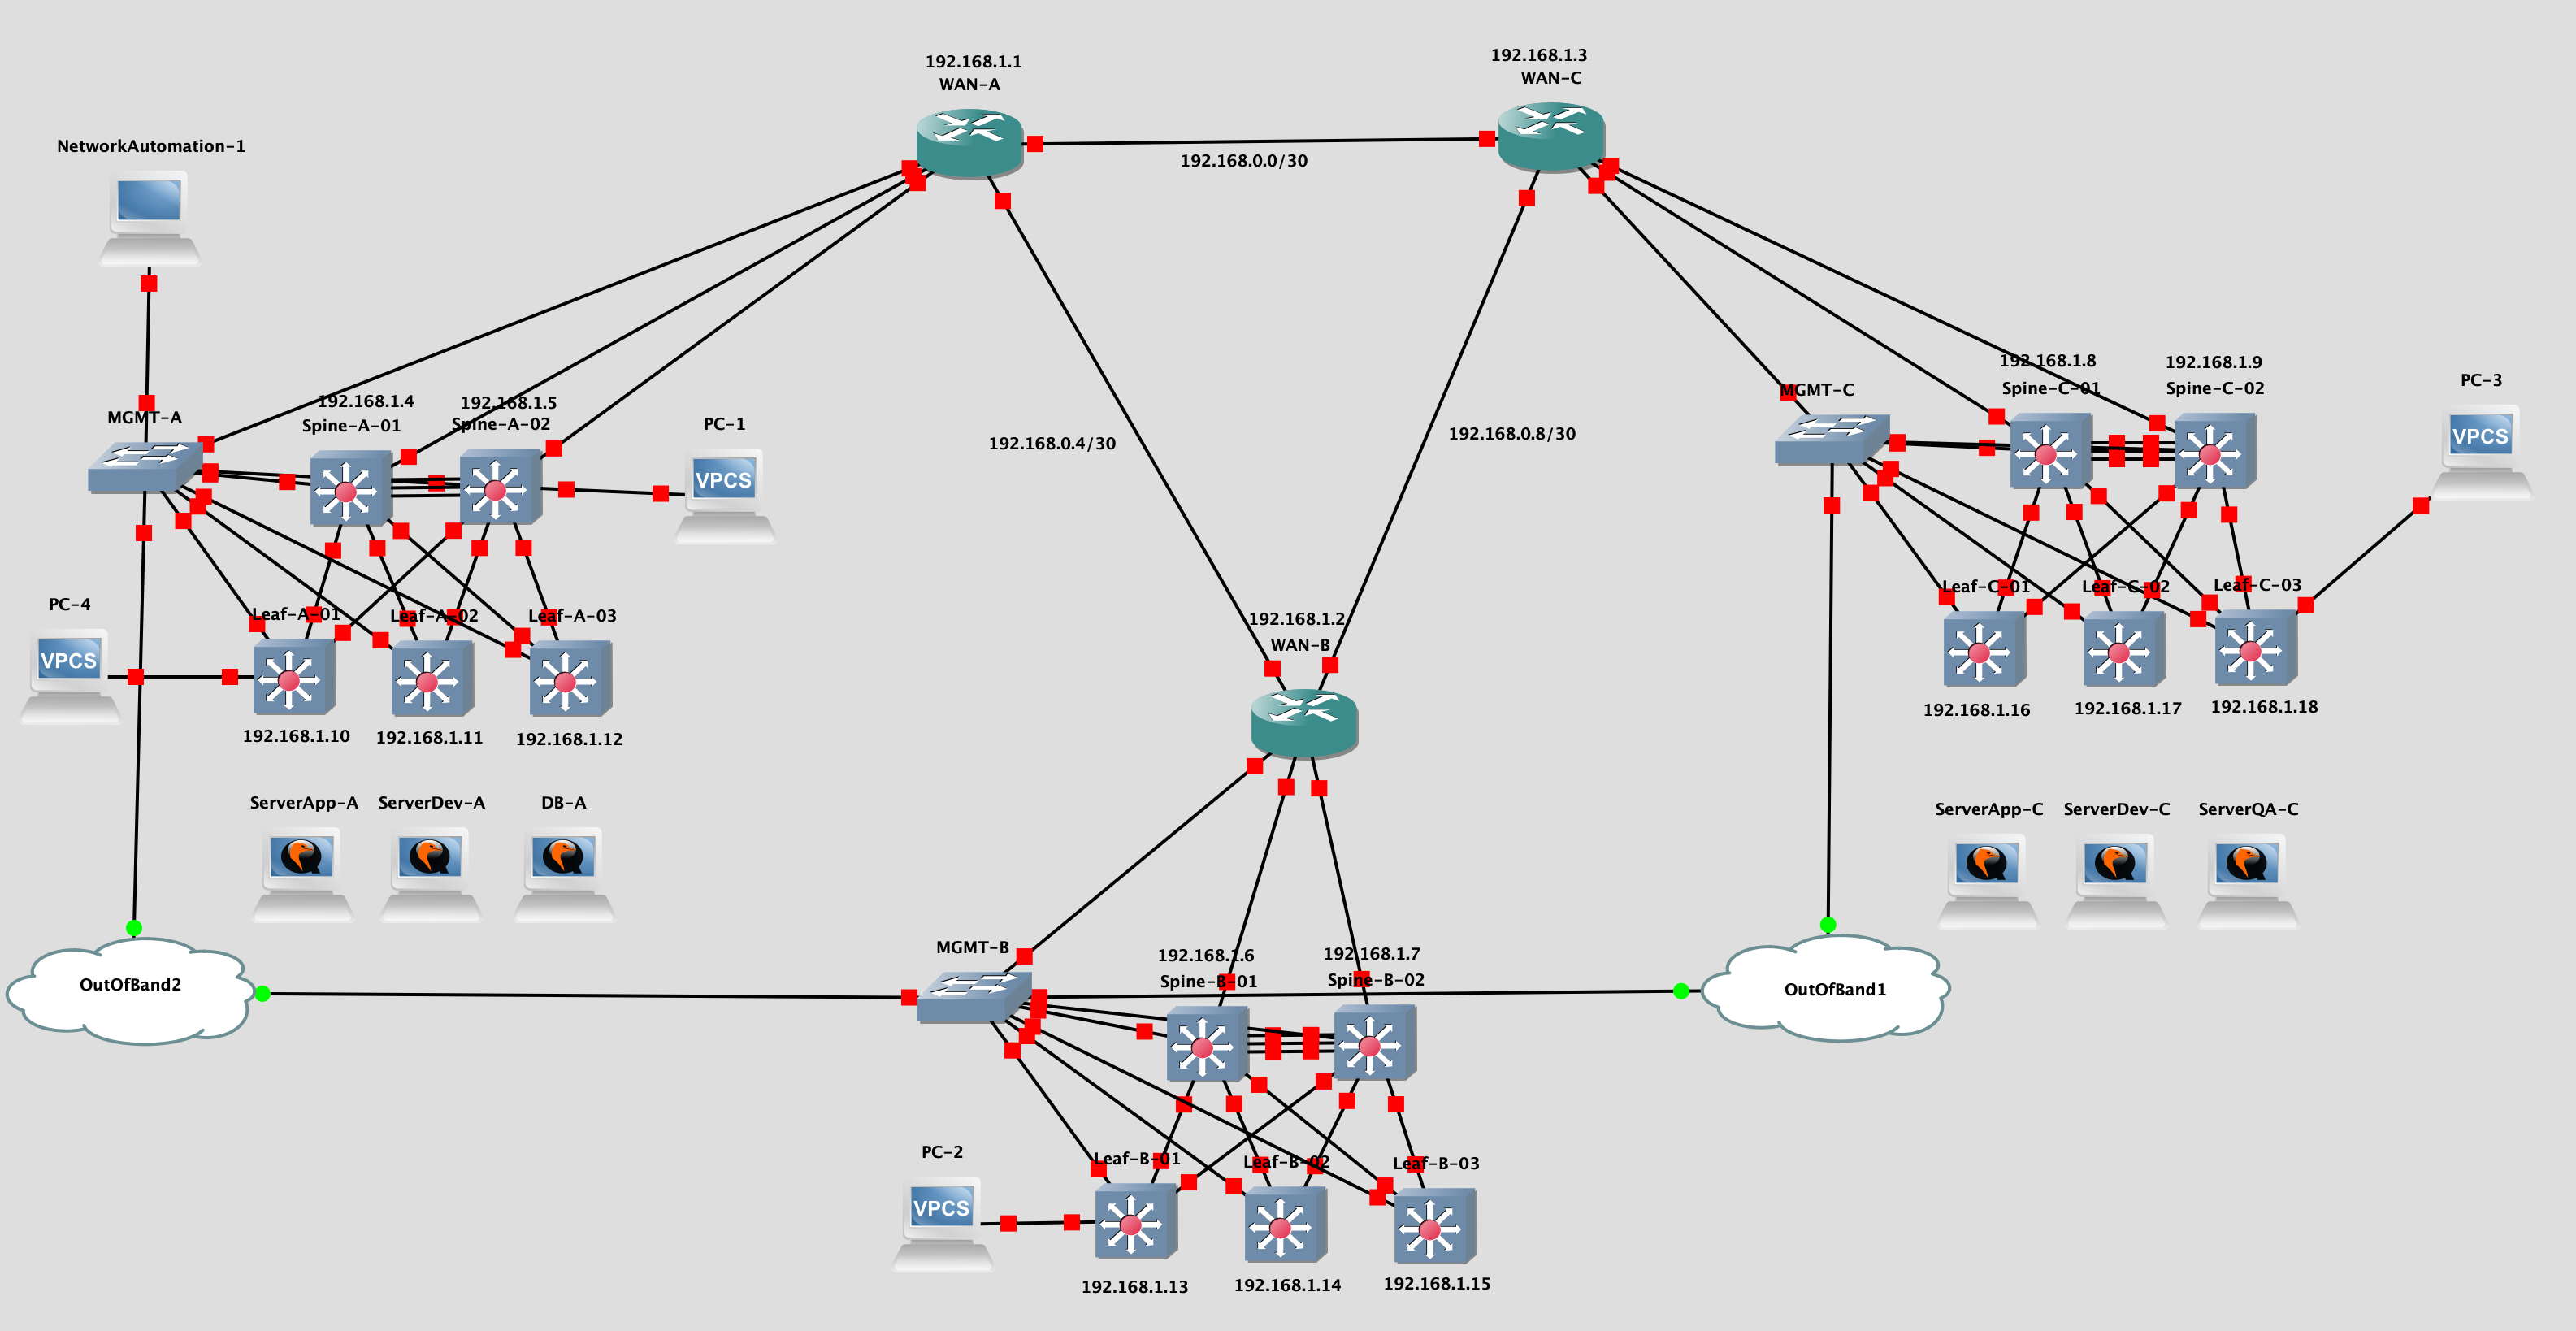 192.168.1.1
WAN-A
192.168.1.3
WAN-C
192.168.0.0/30
NetworkAutomation-1
MGMT-A
192.168.1.4
Spine-A-01
192.168.1.5
Spine-A-02
PC-1
VPCS
192.168.0.4/30
192.168.0.8/30
MGMT-C
192.168.1.8
Spine-C-01
192.168.1.9
Spine-C-02
PC-3
VPCS
PC-4
VPCS
Leaf-A-01
Leaf-A-02
Leaf-A-03
192.168.1.10
192.168.1.11
192.168.1.12
192.168.1.2
WAN-B
Leaf-C-01
Leaf-C-02
Leaf-C-03
192.168.1.16
192.168.1.17
192.168.1.18
ServerApp-A
ServerDev-A
DB-A
ServerApp-C
ServerDev-C
ServerQA-C
OutOfBand2
MGMT-B
192.168.1.6
Spine-B-01
192.168.1.7
Spine-B-02
OutOfBand1
PC-2
VPCS
Leaf-B-01
Leaf-B-02
Leaf-B-03
192.168.1.13
192.168.1.14
192.168.1.15